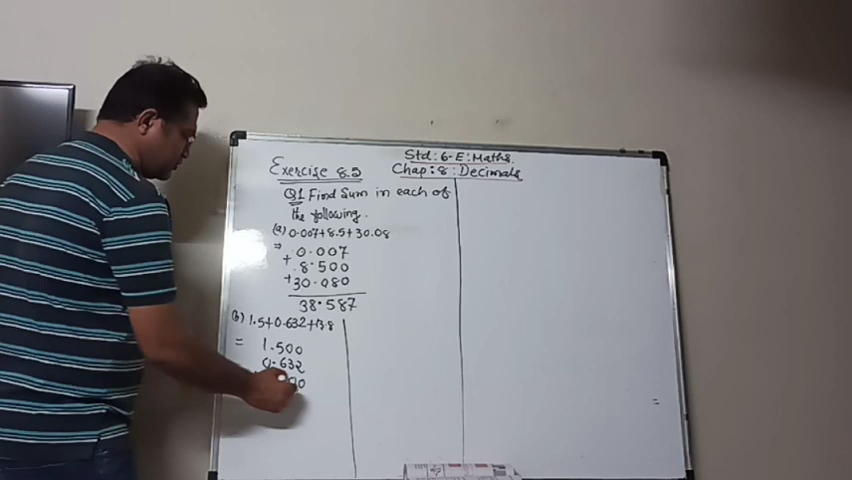 Std: 6-E: Maths.
Chap: 8: Decimals
Exercise 8.5
Q1 Find Sum in each of
the following.
(a) 0.007+8.5+30.08
⇒ 0.007
+ 8.500
+30.080
38.587
(b) 1.5+0.632+13.8
= 1.500
0.632
00
=